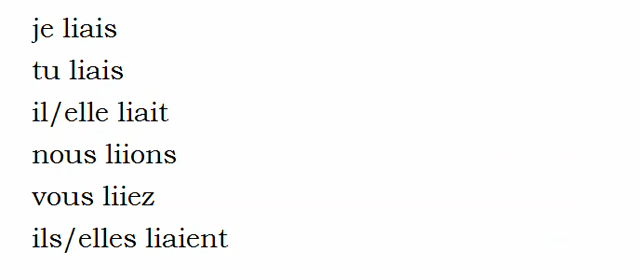 je liais
tu liais
il/elle liait
nous liions
vous liiez
ils/elles liaient